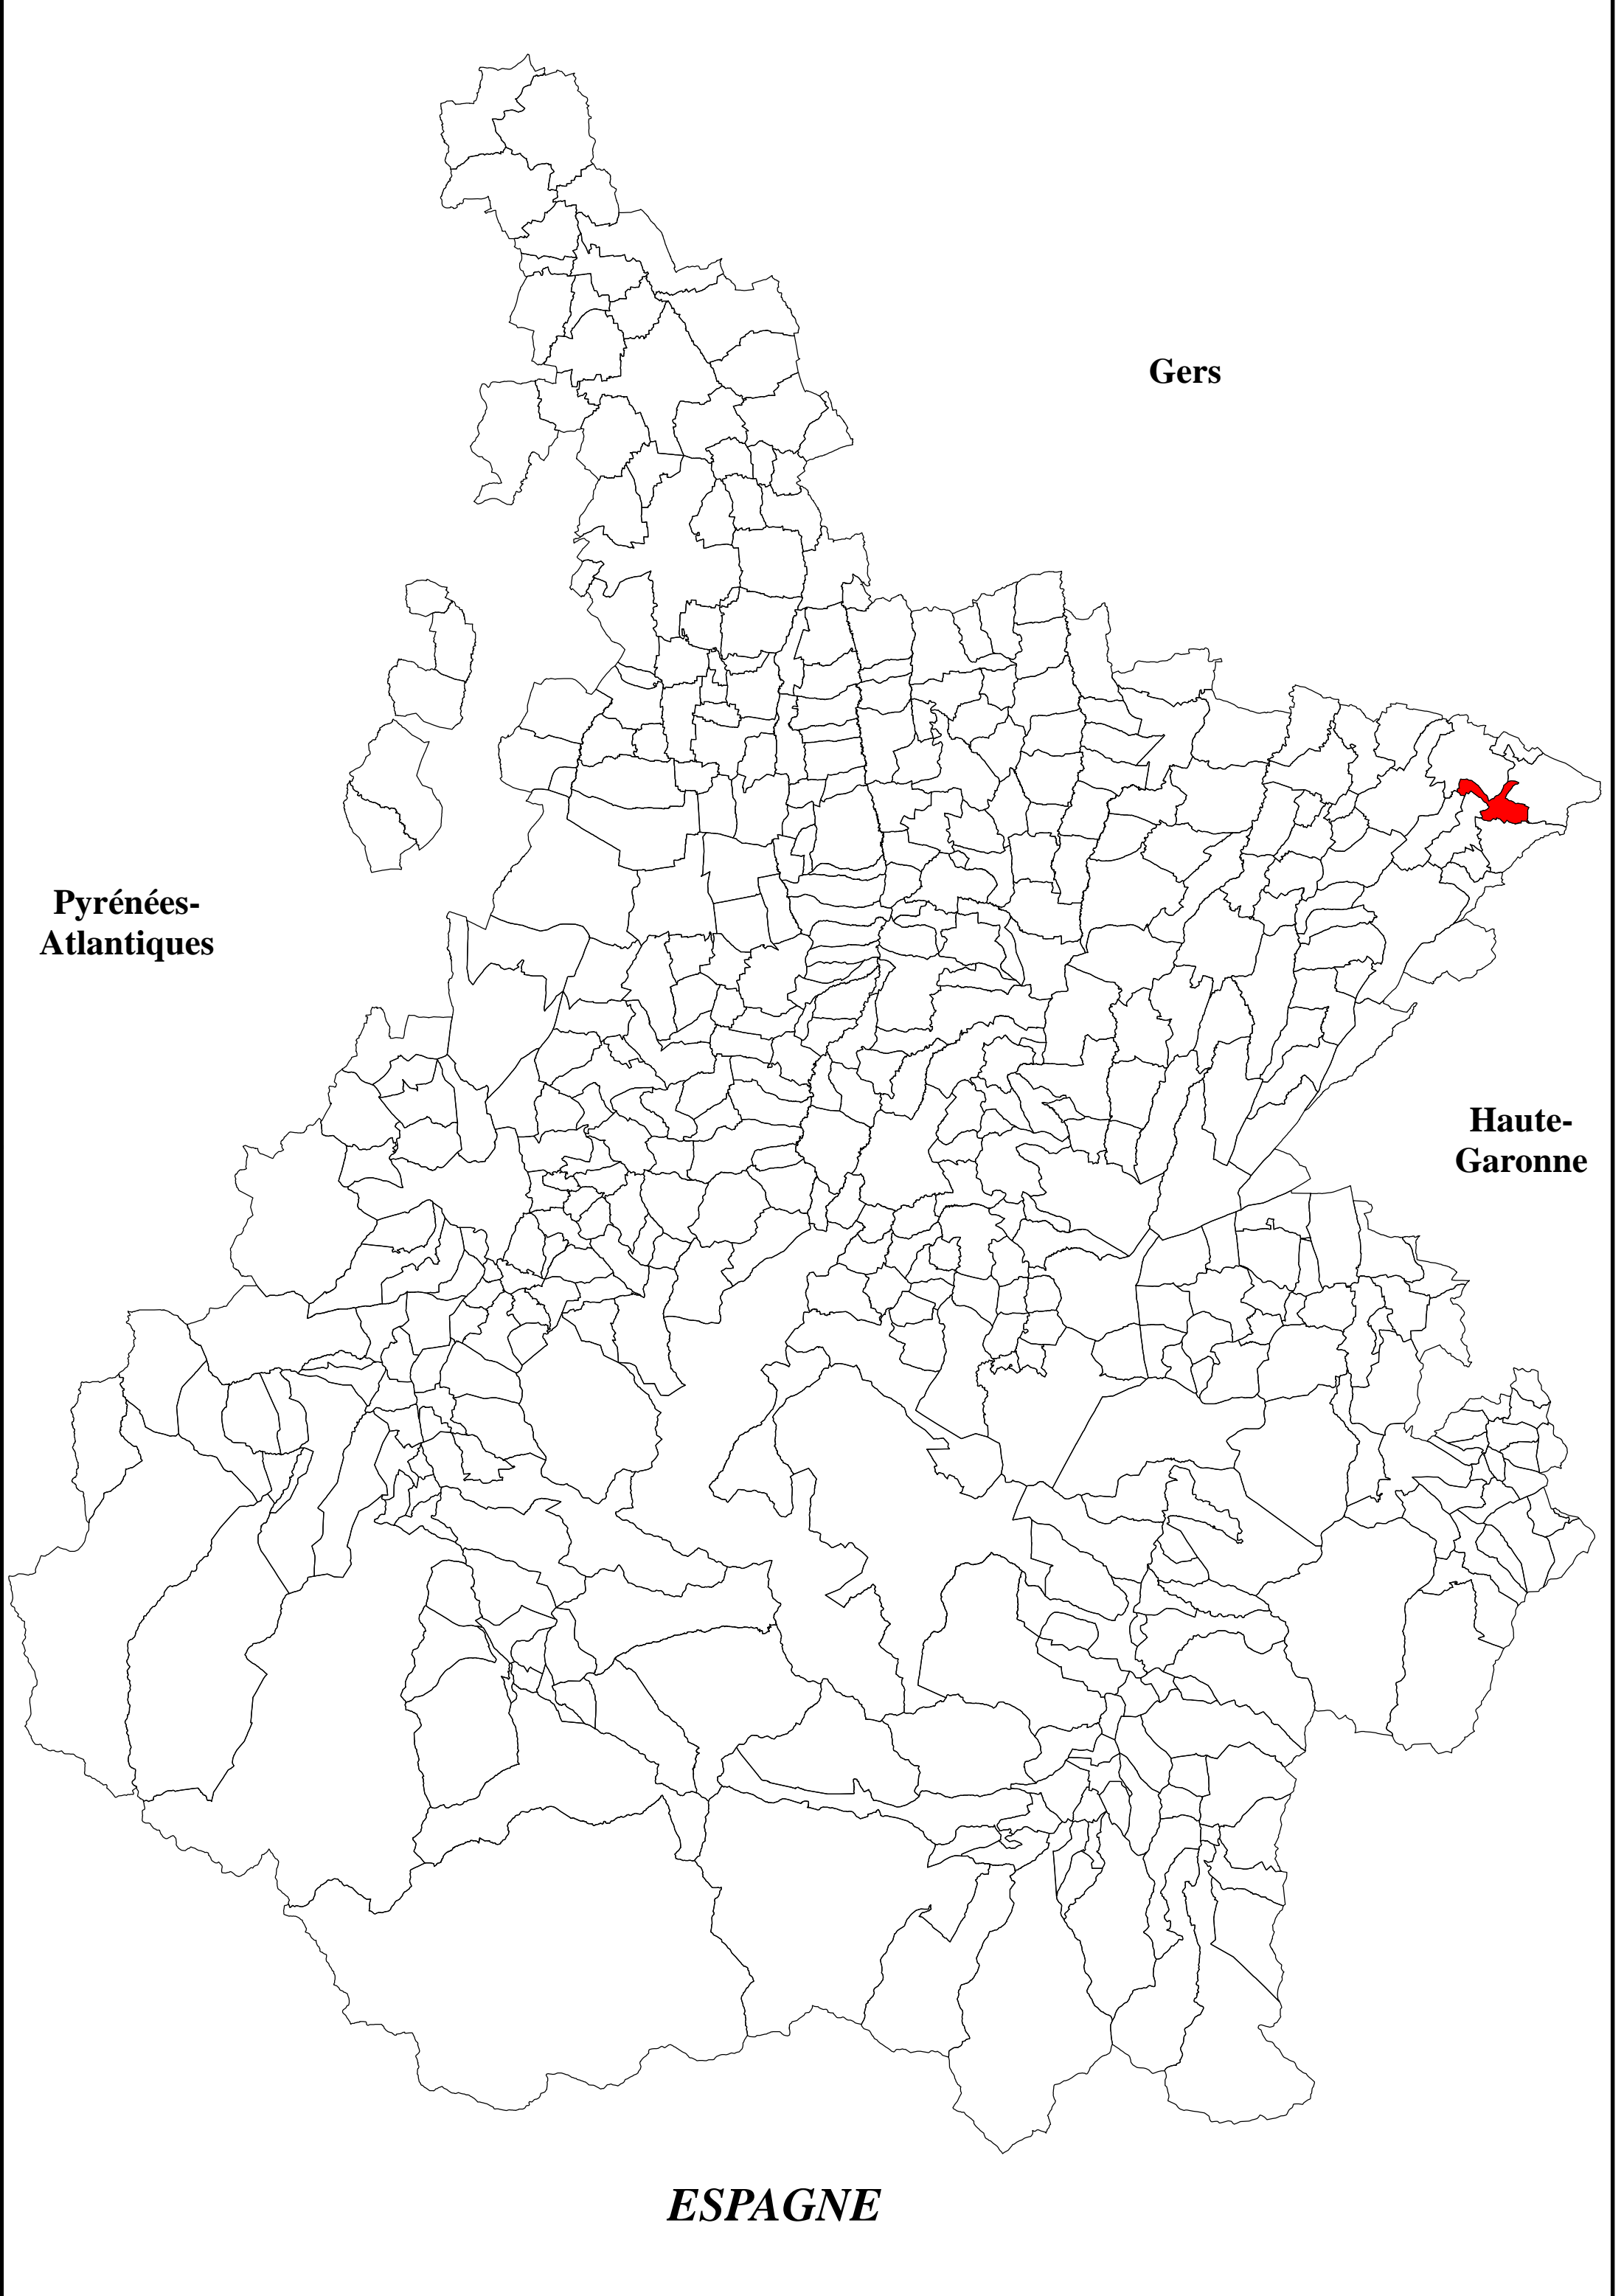 Gers
Pyrénées-
Atlantiques
Haute-
Garonne
ESPAGNE